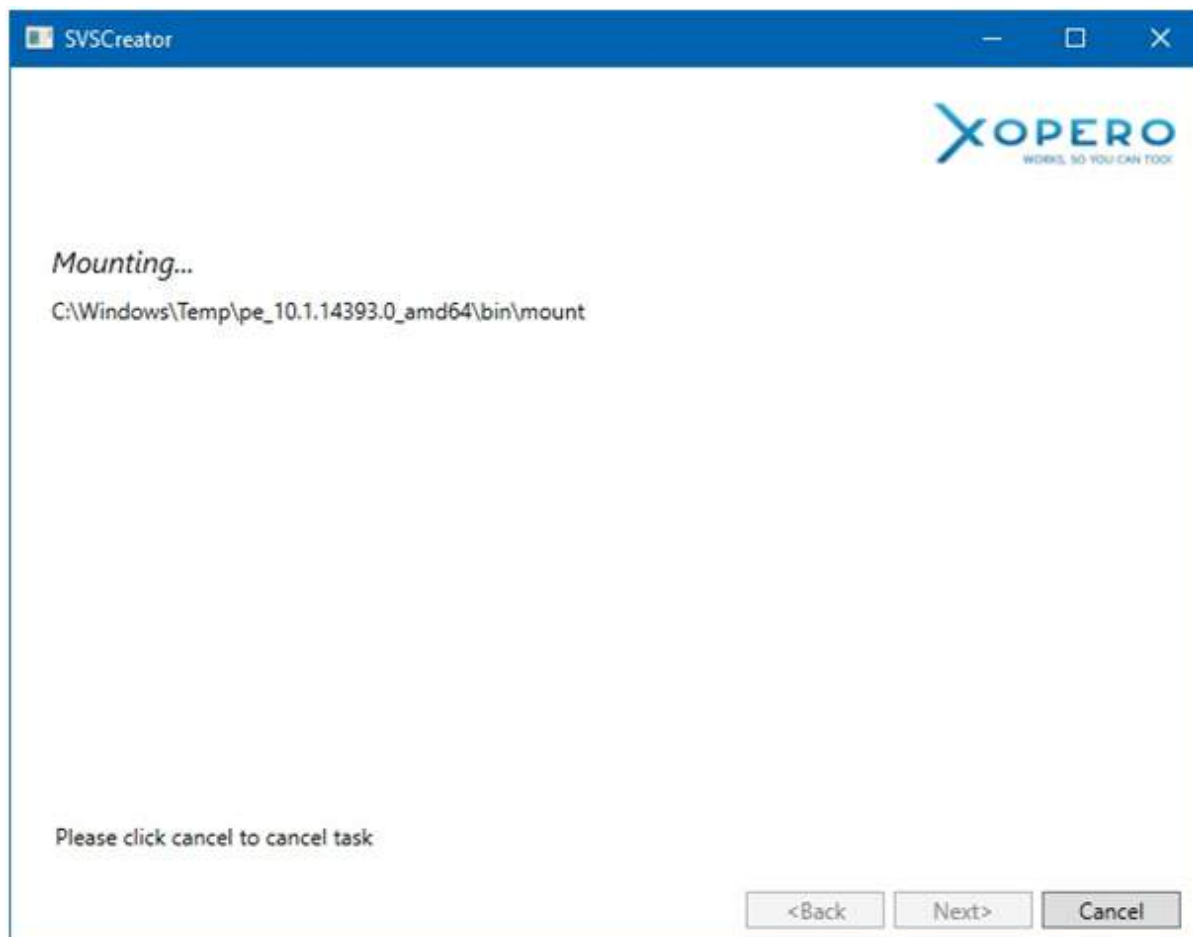 SVSCreator
XOPERO
WORKS, SO YOU CAN TOO!
Mounting...
C:\Windows\Temp\pe_10.1.14393.0_amd64\bin\mount
Please click cancel to cancel task
<Back Next> Cancel